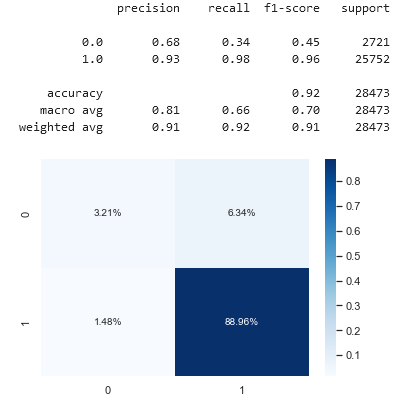 precision recall f1-score support
0.0 0.68 0.34 0.45 2721
1.0 0.93 0.98 0.96 25752
accuracy 0.92 28473
macro avg 0.81 0.66 0.70 28473
weighted avg 0.91 0.92 0.91 28473
0.8
0 3.21% 6.34% 0.7
0.6
0.5
0.4
1 1.48% 88.96% 0.3
0.2
0.1
0 1